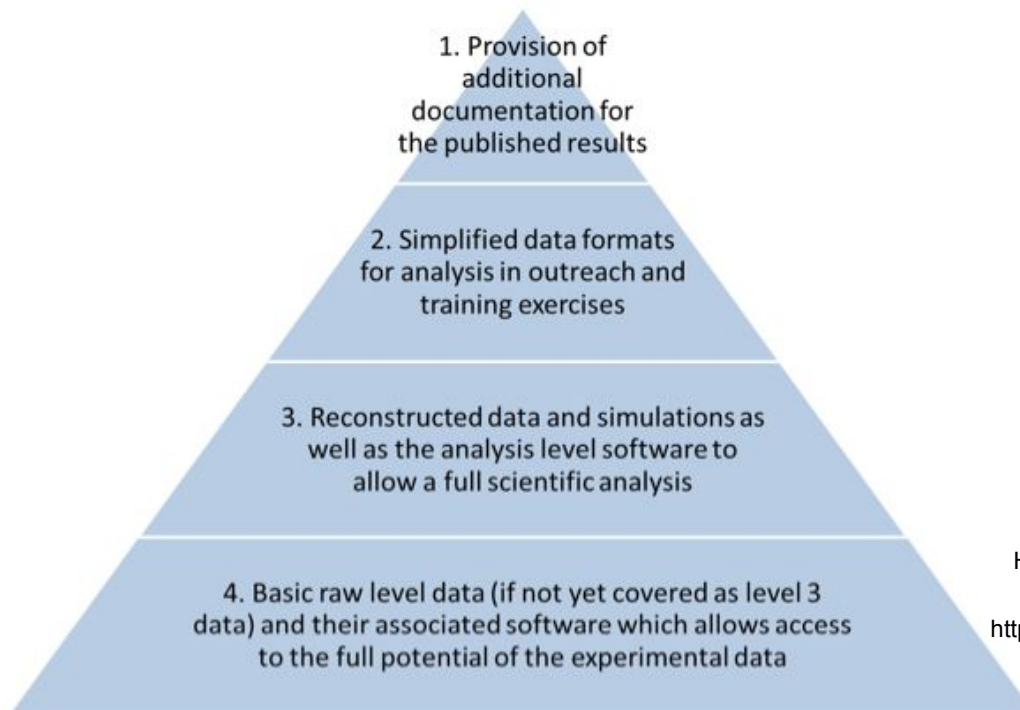 1. Provision of
additional
documentation for
the published results
2. Simplified data formats
for analysis in outreach and
training exercises
3. Reconstructed data and simulations as
well as the analysis level software to
allow a full scientific analysis
4. Basic raw level data (if not yet covered as level 3
data) and their associated software which allows access
to the full potential of the experimental data
H
http